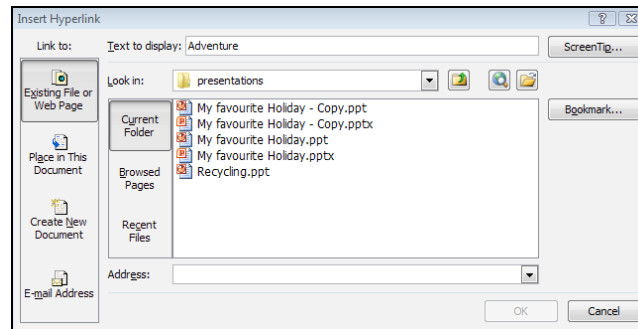 Insert Hyperlink
Link to:
Text to display: Adventure
ScreenTip...
Existing File or
Web Page
Look in: presentations
Bookmark...
Current
Folder
My favourite Holiday - Copy.ppt
My favourite Holiday - Copy.pptx
My favourite Holiday.ppt
My favourite Holiday.pptx
Recycling.ppt
Place in This
Document
Browsed
Pages
Create New
Document
Recent
Files
Address:
E-mail Address
OK
Cancel